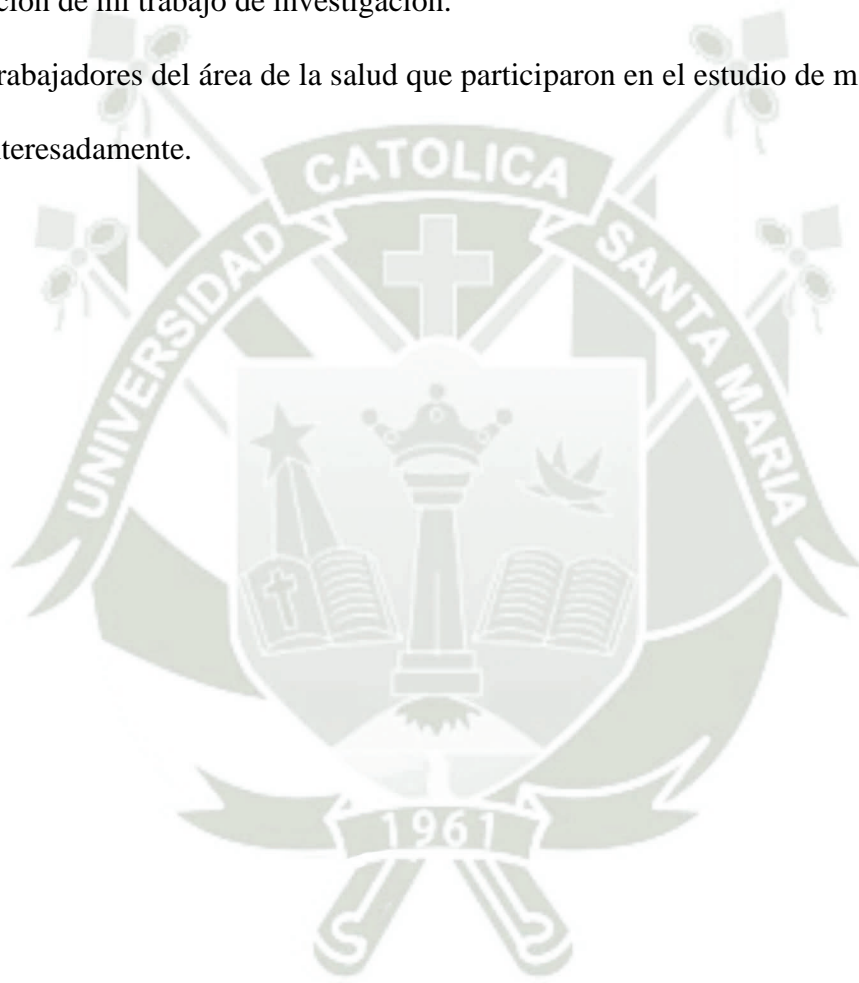 ción de mi trabajo de investigación.
rabajadores del área de la salud que participaron en el estudio de m
nteresadamente.
UNIVERSIDAD CATOLICA SANTA MARIA
1961